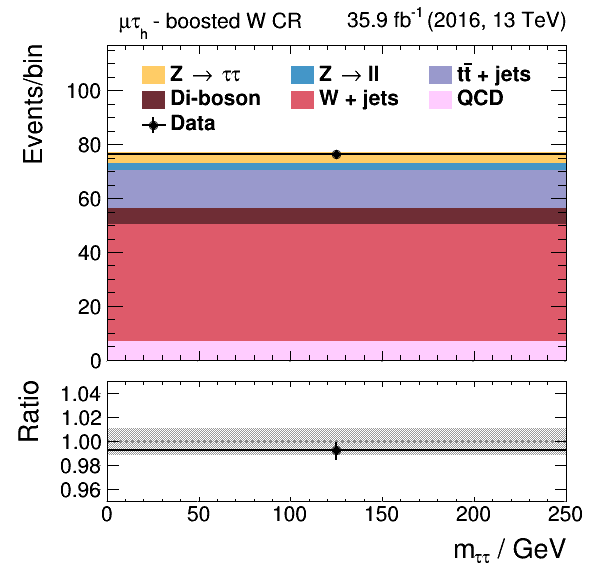 μτh - boosted W CR 35.9 fb-1 (2016, 13 TeV)
Events/bin
Z → ττ Z → ll tt̄ + jets
Di-boson W + jets QCD
Data
100
80
60
40
20
0
Ratio
1.04
1.02
1.00
0.98
0.96
0 50 100 150 200 250
mττ / GeV